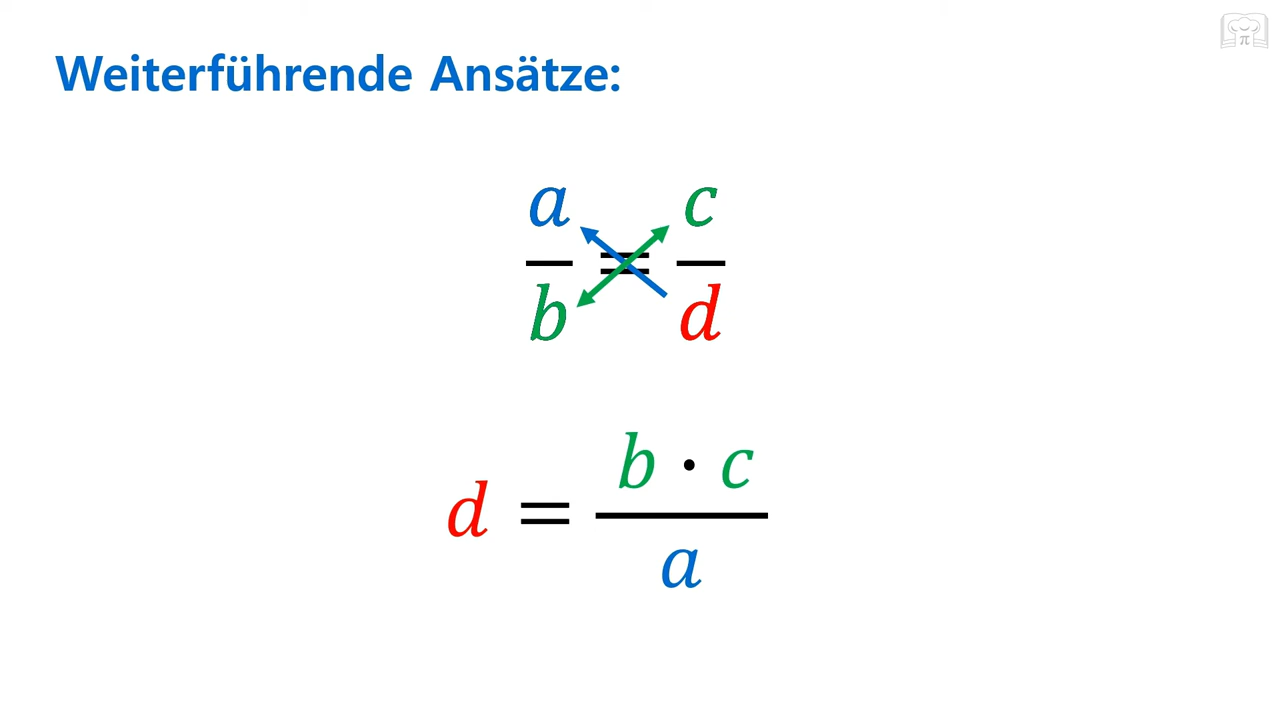 Weiterführende Ansätze:
a/b = c/d
d = b · c / a